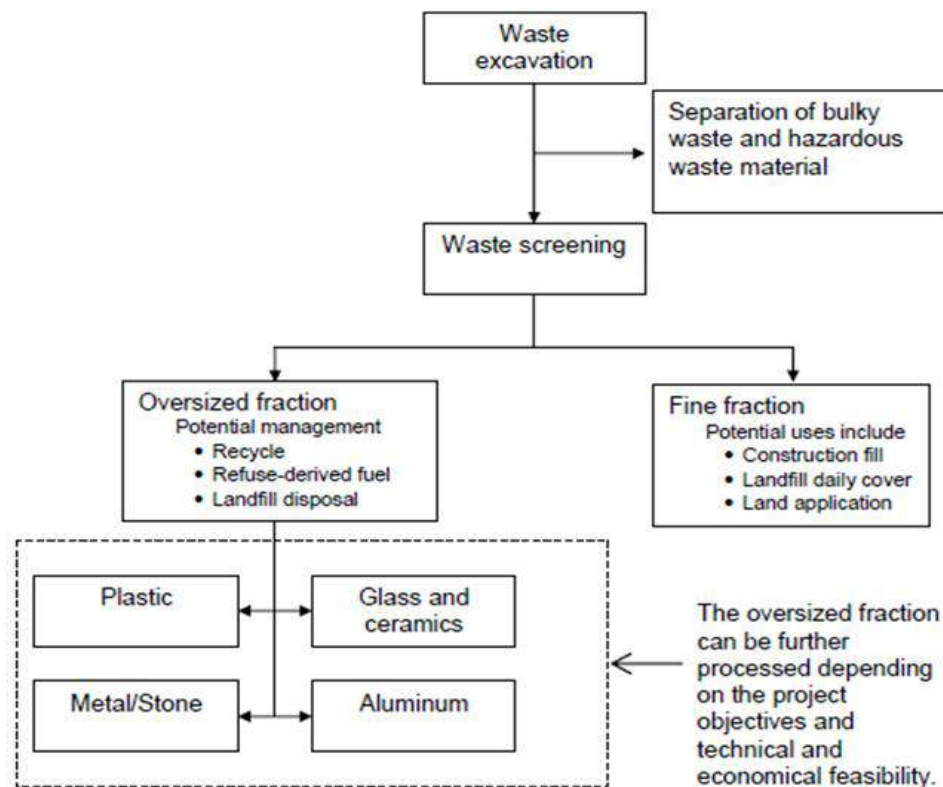 Waste
excavation
Separation of bulky
waste and hazardous
waste material
Waste screening
Oversized fraction
Potential management
• Recycle
• Refuse-derived fuel
• Landfill disposal
Fine fraction
Potential uses include
• Construction fill
• Landfill daily cover
• Land application
Plastic
Glass and
ceramics
Metal/Stone
Aluminum
The oversized fraction
can be further
processed depending
on the project
objectives and
technical and
economical feasibility.